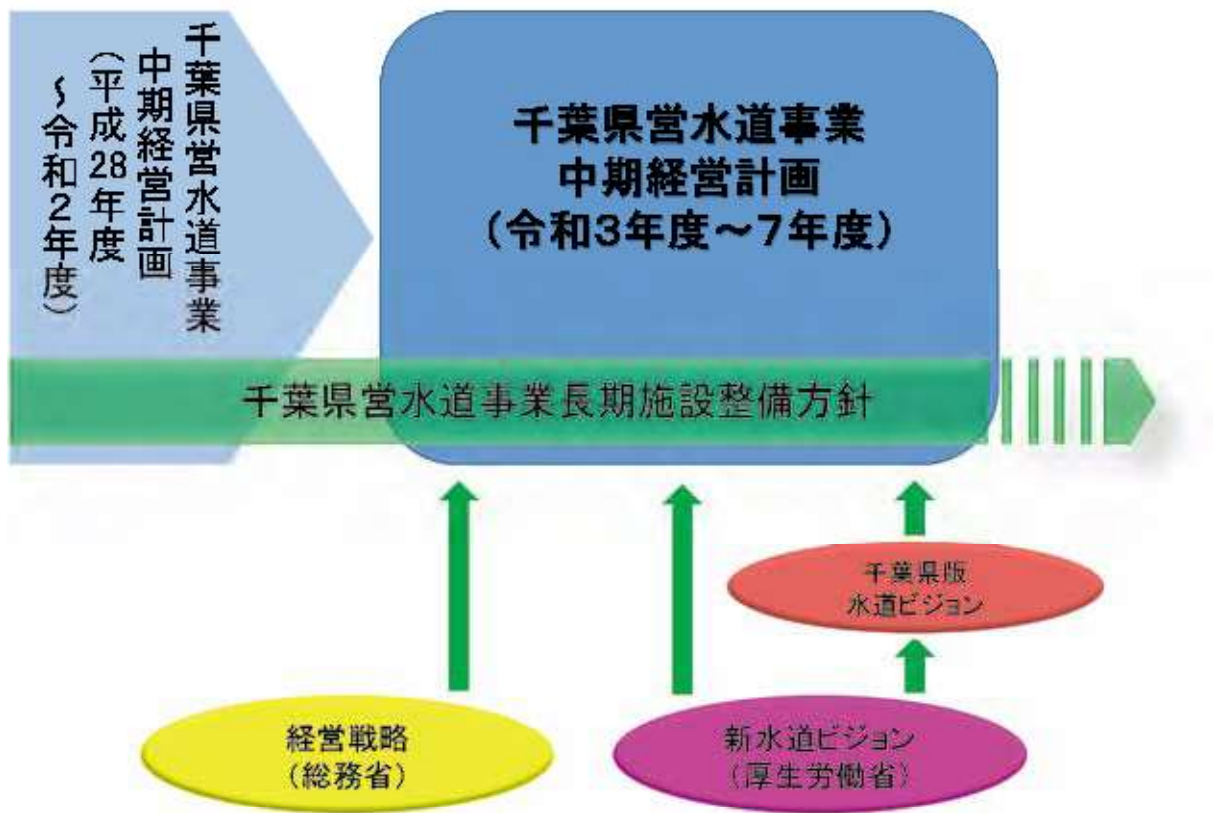 千葉県営水道事業
中期経営計画
（平成28年度
～令和２年度）
千葉県営水道事業
中期経営計画
（令和３年度～７年度）
千葉県営水道事業長期施設整備方針
千葉県版
水道ビジョン
経営戦略
（総務省）
新水道ビジョン
（厚生労働省）